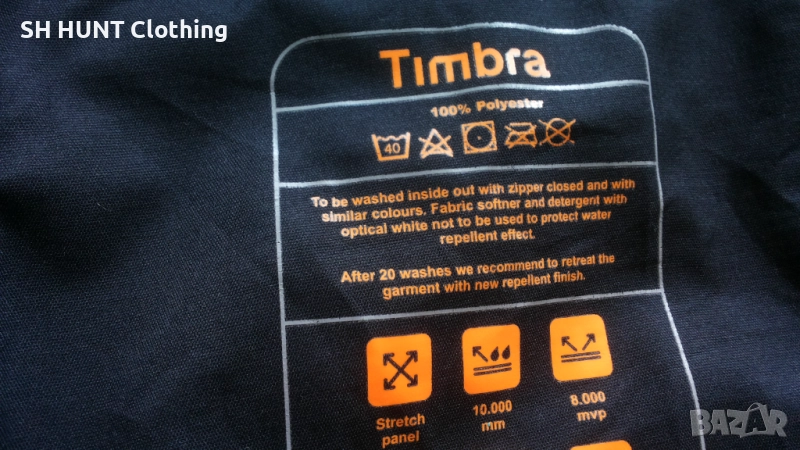 SH HUNT Clothing
Timbra
100% Polyester
40
To be washed inside out with zipper closed and with
similar colours. Fabric softner and detergent with
optical white not to be used to protect water
repellent effect.
After 20 washes we recommend to retreat the
garment with new repellent finish.
Stretch
panel
10.000
mm
8.000
mvp
BAZAR